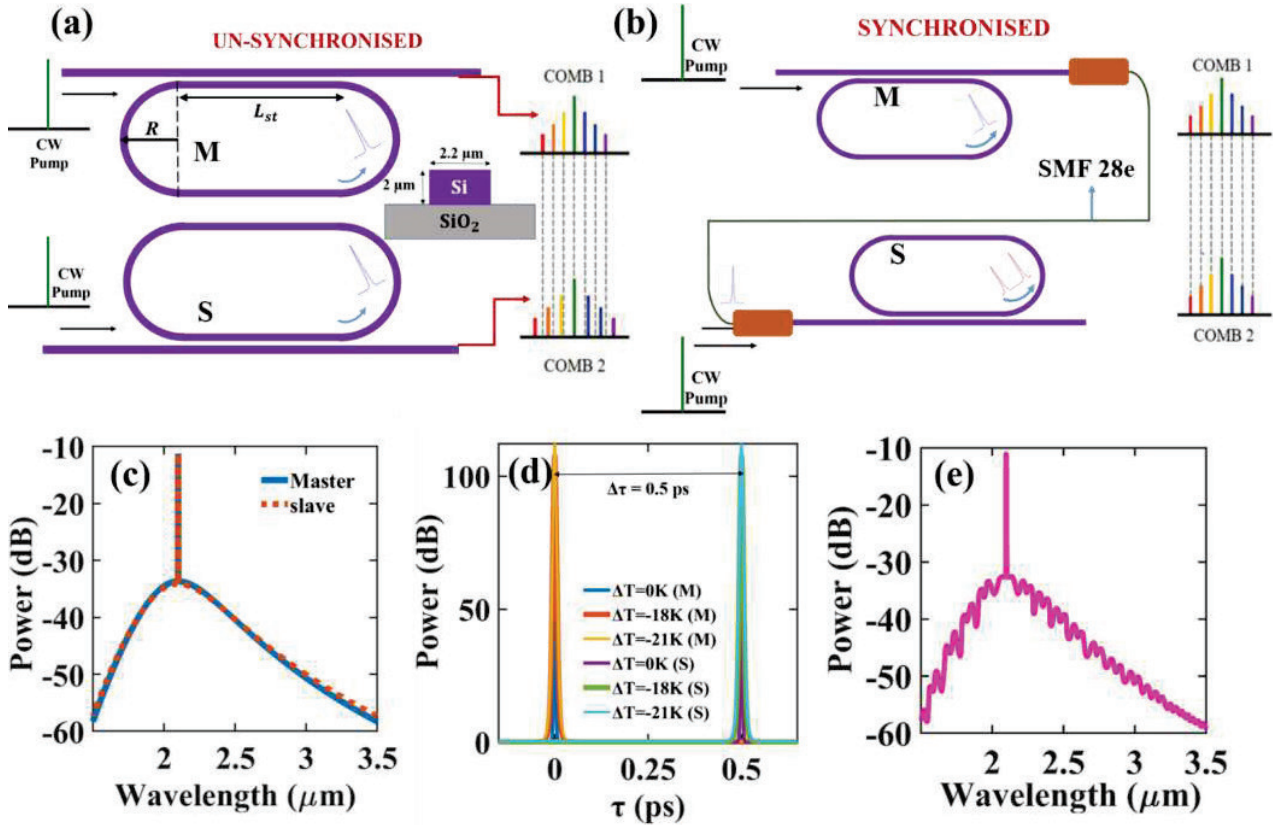 (a)
UN-SYNCHRONISED
CW
Pump
R
L_st
M
COMB 1
2.2 μm
2 μm
Si
SiO₂
CW
Pump
S
COMB 2
(b)
SYNCHRONISED
CW
Pump
M
COMB 1
SMF 28e
S
CW
Pump
COMB 2
(c)
Master
slave
Power (dB)
-10
-20
-30
-40
-50
-60
2 2.5 3 3.5
Wavelength (μm)
(d)
Δτ = 0.5 ps
ΔT=0K (M)
ΔT=-18K (M)
ΔT=-21K (M)
ΔT=0K (S)
ΔT=-18K (S)
ΔT=-21K (S)
Power (dB)
100
50
0
0 0.25 0.5
τ (ps)
(e)
Power (dB)
-10
-20
-30
-40
-50
-60
2 2.5 3 3.5
Wavelength (μm)